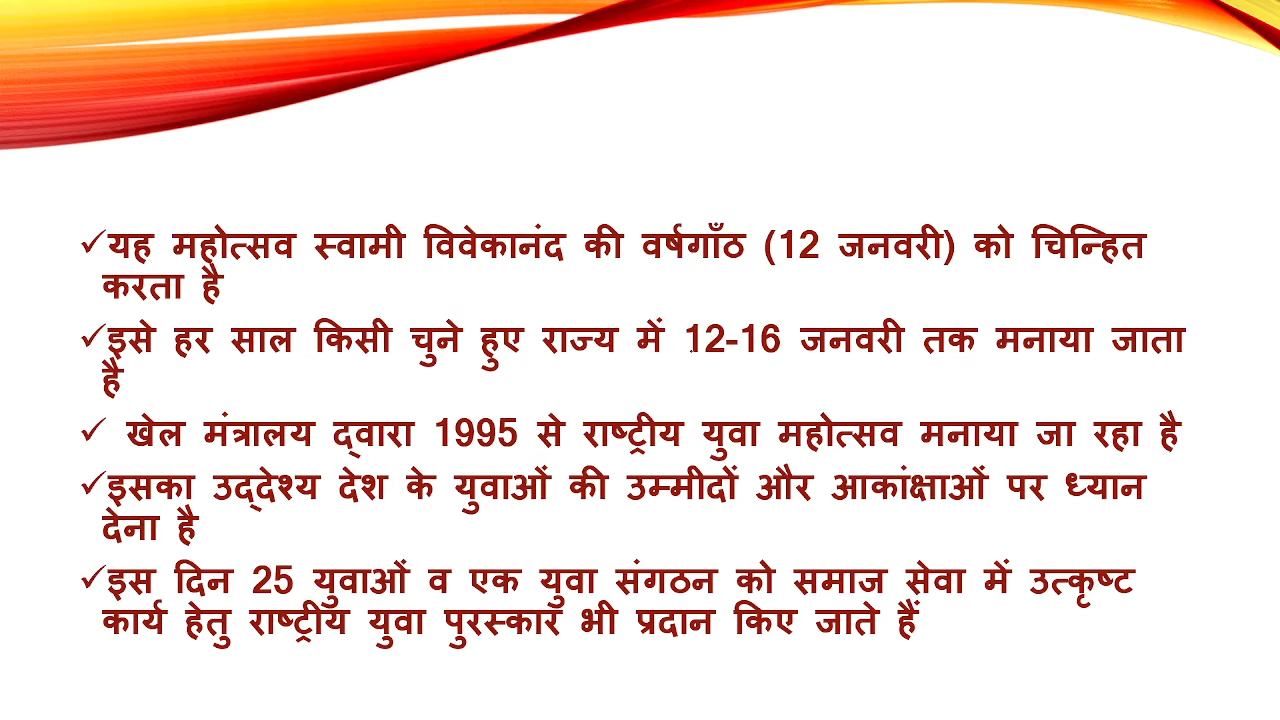 ✓यह महोत्सव स्वामी विवेकानंद की वर्षगाँठ (12 जनवरी) को चिन्हित
करता है
✓इसे हर साल किसी चुने हुए राज्य में 12-16 जनवरी तक मनाया जाता
है
✓ खेल मंत्रालय द्वारा 1995 से राष्ट्रीय युवा महोत्सव मनाया जा रहा है
✓इसका उद्देश्य देश के युवाओं की उम्मीदों और आकांक्षाओं पर ध्यान
देना है
✓इस दिन 25 युवाओं व एक युवा संगठन को समाज सेवा में उत्कृष्ट
कार्य हेतु राष्ट्रीय युवा पुरस्कार भी प्रदान किए जाते हैं